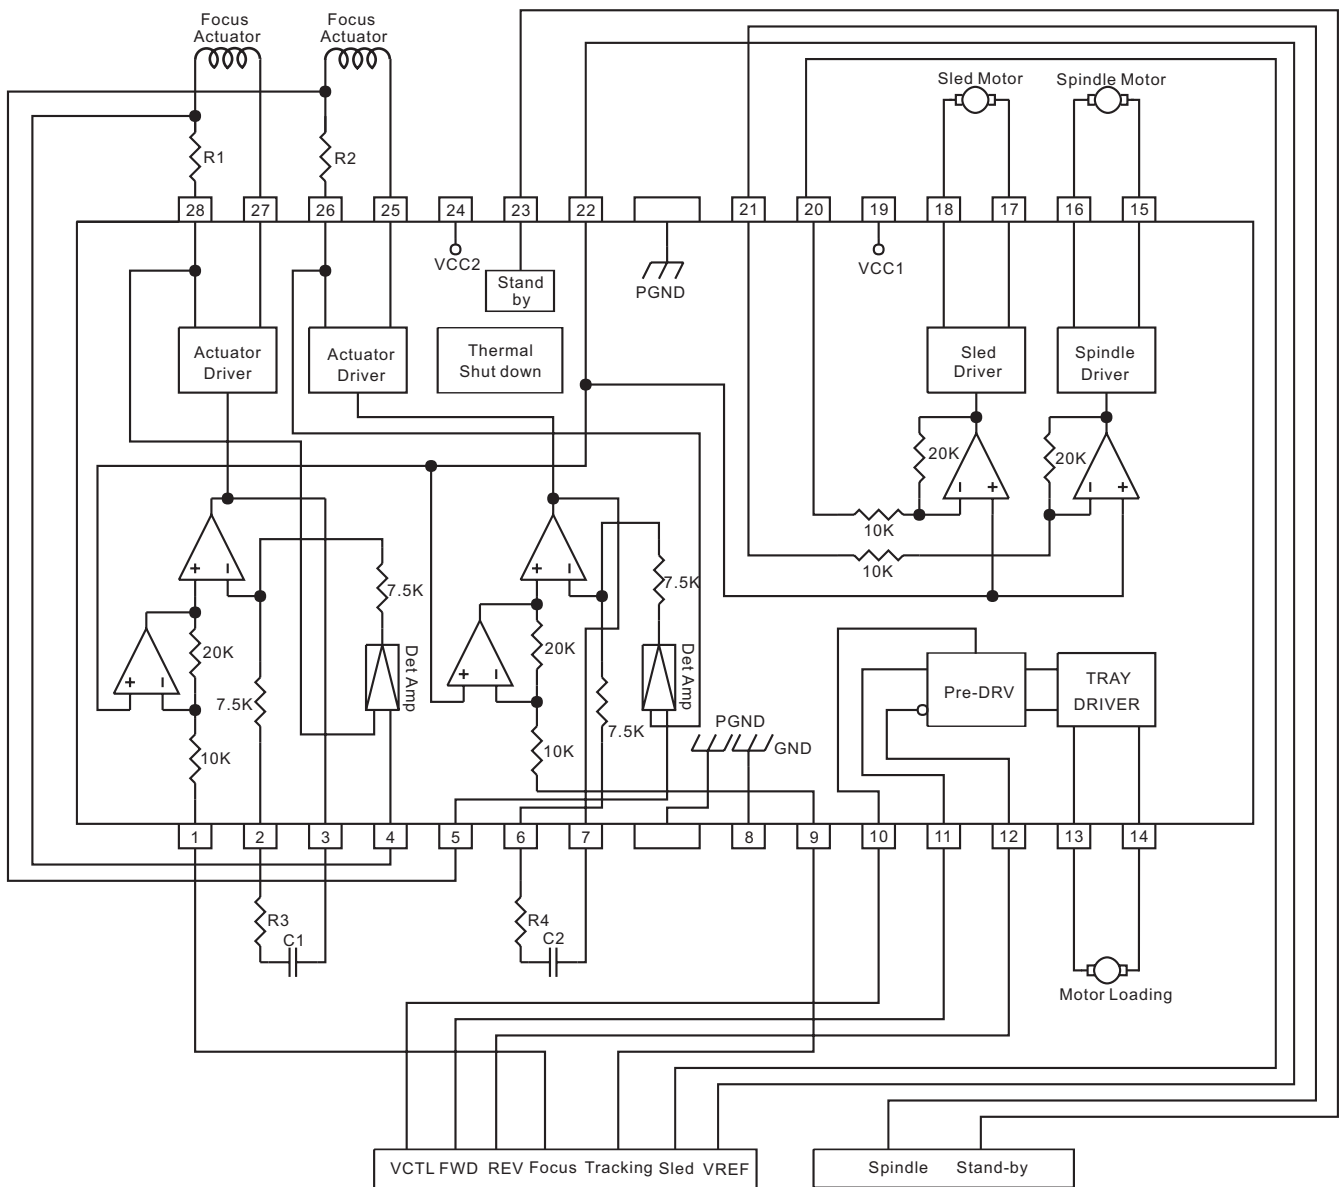 Focus
Actuator
Focus
Actuator
Sled Motor
Spindle Motor
R1
R2
28
27
26
25
24
23
22
21
20
19
18
17
16
15
VCC2
Stand
by
PGND
VCC1
Actuator
Driver
Actuator
Driver
Thermal
Shut down
Sled
Driver
Spindle
Driver
20K
20K
− +
− +
10K
10K
+ −
+ −
7.5K
7.5K
20K
20K
Det Amp
Det Amp
+ −
+ −
7.5K
7.5K
10K
10K
PGND
GND
Pre-DRV
TRAY
DRIVER
1
2
3
4
5
6
7
8
9
10
11
12
13
14
R3
C1
R4
C2
Motor Loading
VCTL FWD REV Focus Tracking Sled VREF
Spindle Stand-by